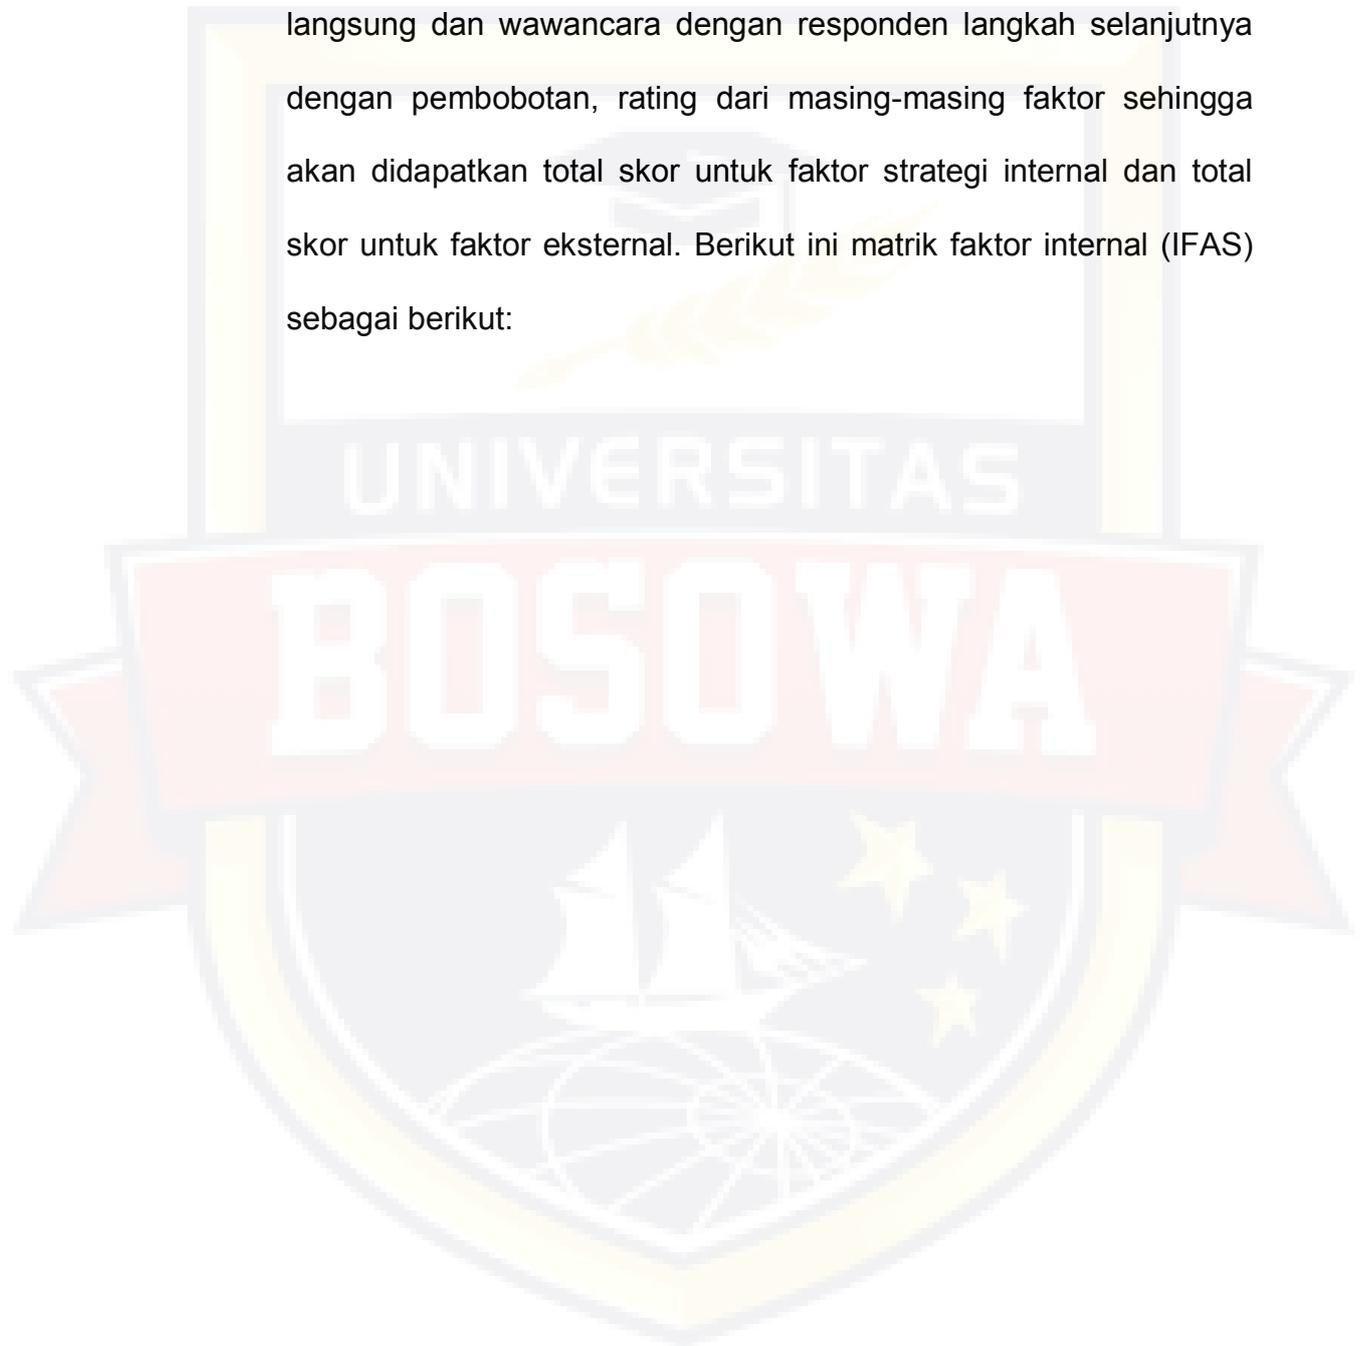 langsung dan wawancara dengan responden langkah selanjutnya
dengan pembobotan, rating dari masing-masing faktor sehingga
akan didapatkan total skor untuk faktor strategi internal dan total
skor untuk faktor eksternal. Berikut ini matrik faktor internal (IFAS)
sebagai berikut:
UNIVERSITAS
BOSOWA